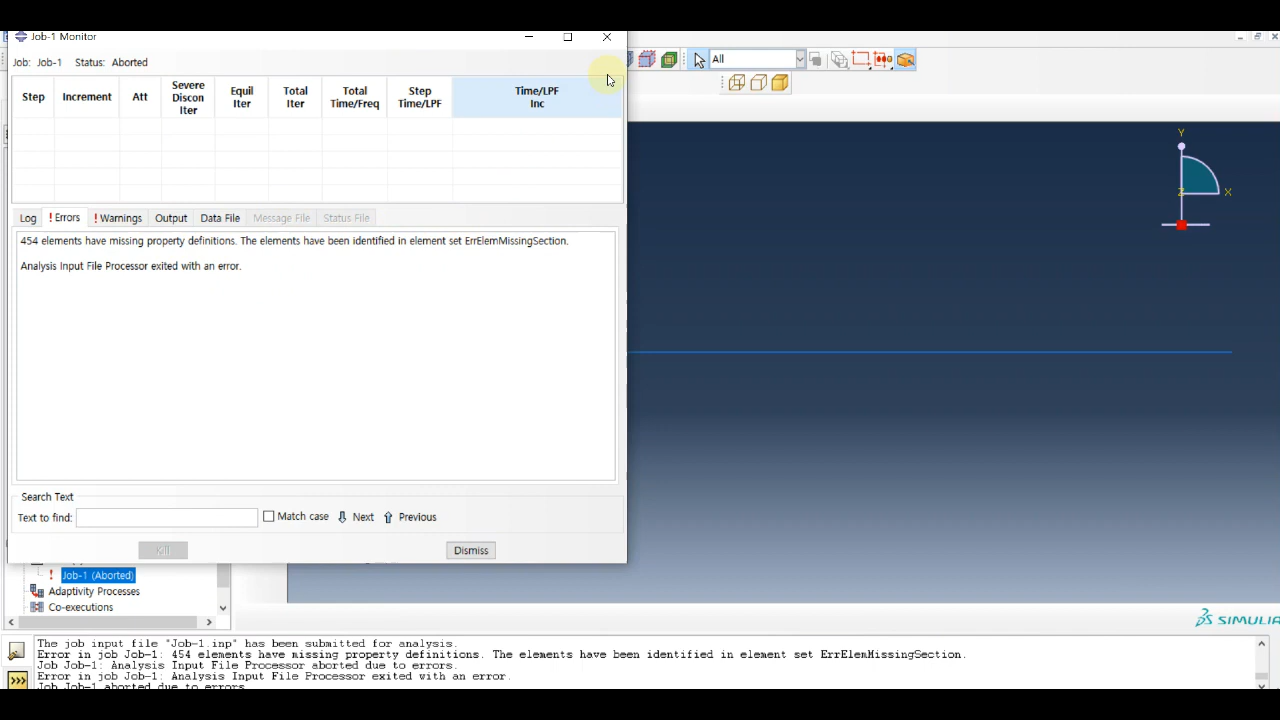 Job-1 Monitor
Job: Job-1 Status: Aborted
All
Step Increment Att Severe Discon Iter Equil Iter Total Iter Total Time/Freq Step Time/LPF Time/LPF Inc
Y
Z X
Log ! Errors ! Warnings Output Data File Message File Status File
454 elements have missing property definitions. The elements have been identified in element set ErrElemMissingSection.
Analysis Input File Processor exited with an error.
Search Text
Text to find: Match case Next Previous
Kill Dismiss
! Job-1 (Aborted)
Adaptivity Processes
Co-executions
SIMULIA
The job input file "Job-1.inp" has been submitted for analysis.
Error in job Job-1: 454 elements have missing property definitions. The elements have been identified in element set ErrElemMissingSection.
Job Job-1: Analysis Input File Processor aborted due to errors.
Error in job Job-1: Analysis Input File Processor exited with an error.
>>> Job Job-1 aborted due to errors.